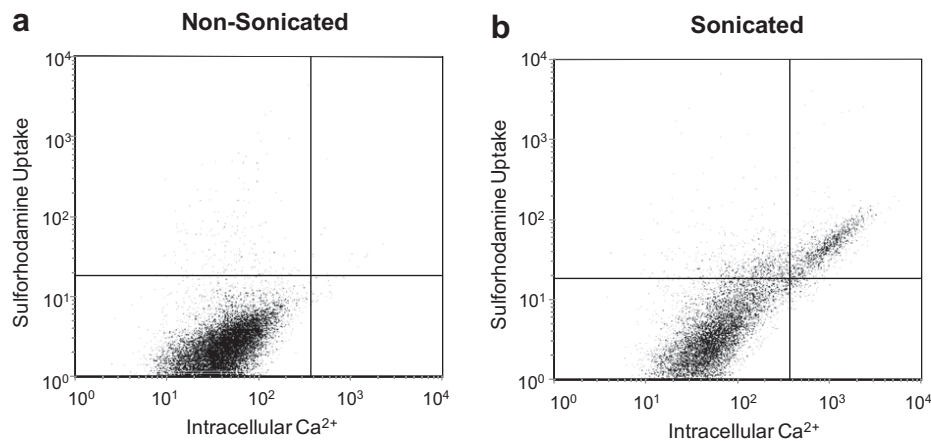 a
Non-Sonicated
10⁴
10³
10²
10¹
10⁰
Sulforhodamine Uptake
10⁰ 10¹ 10² 10³ 10⁴
Intracellular Ca²⁺
b
Sonicated
10⁴
10³
10²
10¹
10⁰
Sulforhodamine Uptake
10⁰ 10¹ 10² 10³ 10⁴
Intracellular Ca²⁺